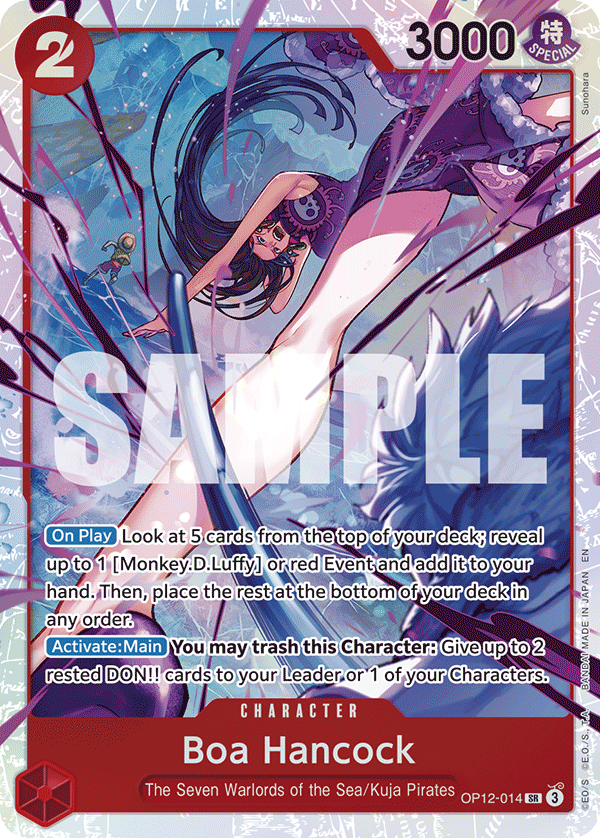 2
3000
特
SPECIAL
Sunohara
SAMPLE
On Play Look at 5 cards from the top of your deck; reveal
up to 1 [Monkey.D.Luffy] or red Event and add it to your
hand. Then, place the rest at the bottom of your deck in
any order.
Activate:Main You may trash this Character: Give up to 2
rested DON!! cards to your Leader or 1 of your Characters.
CHARACTER
Boa Hancock
The Seven Warlords of the Sea/Kuja Pirates
OP12-014 SR 3
©EO/S ©E.O./S.,T.A. BANDAI MADE IN JAPAN EN